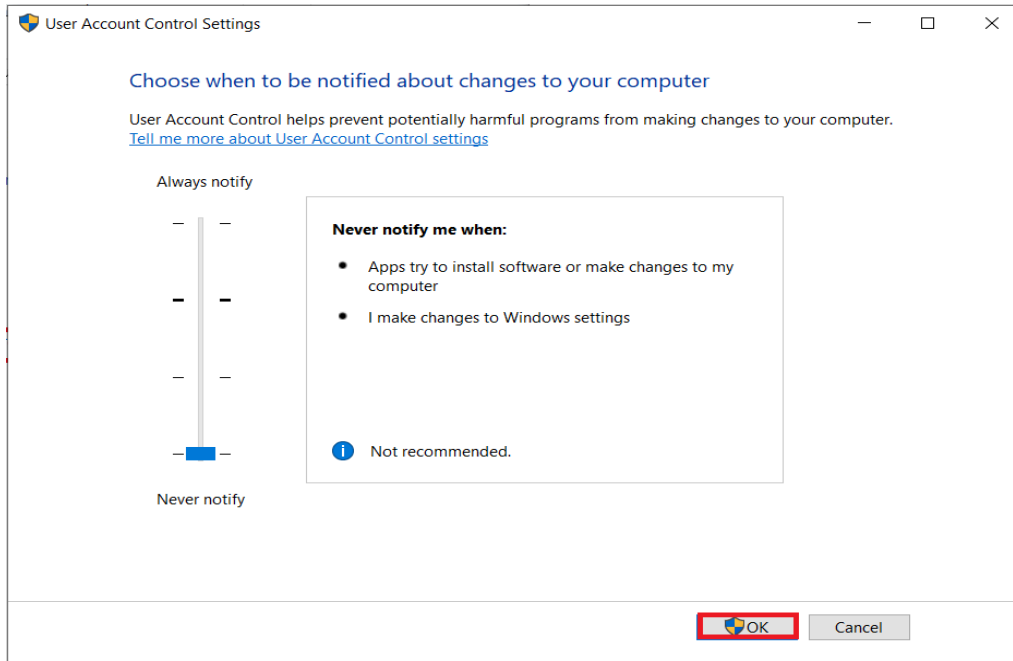 User Account Control Settings
Choose when to be notified about changes to your computer
User Account Control helps prevent potentially harmful programs from making changes to your computer.
Tell me more about User Account Control settings
Always notify
Never notify me when:
Apps try to install software or make changes to my
computer
I make changes to Windows settings
Not recommended.
Never notify
OK
Cancel